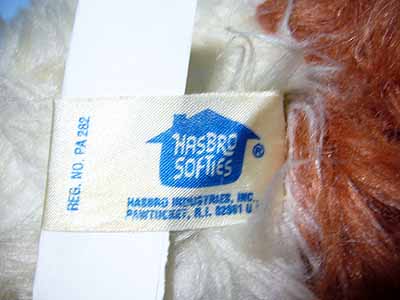 REG. NO. PA 282
HASBRO
SOFTIES
®
HASBRO INDUSTRIES, INC.
PAWTUCKET, R.I. 02861 U